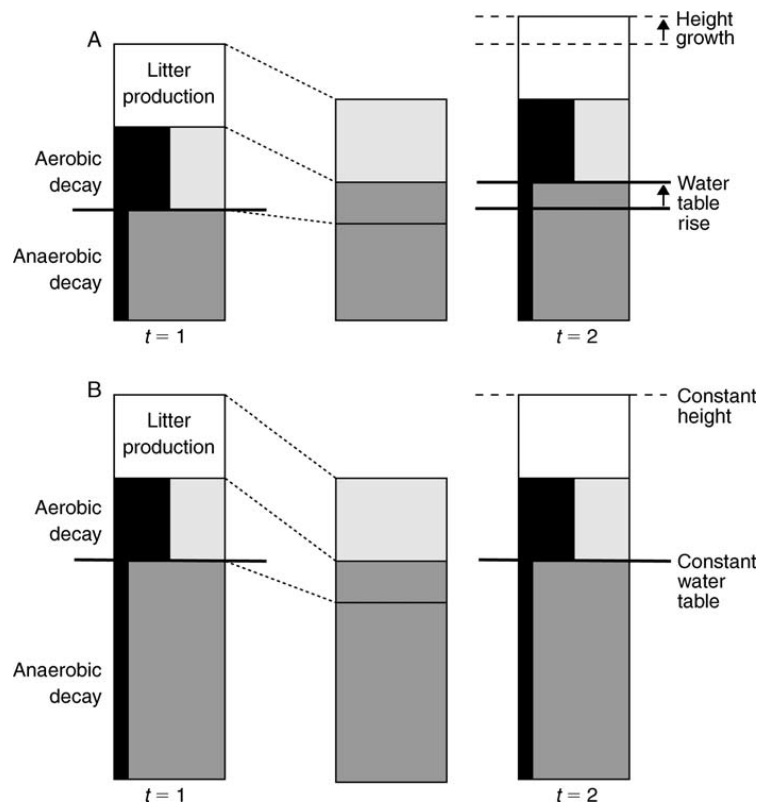 A
Litter
production
Aerobic
decay
Anaerobic
decay
t = 1
Height
growth
Water
table
rise
t = 2
B
Litter
production
Aerobic
decay
Anaerobic
decay
t = 1
Constant
height
Constant
water
table
t = 2